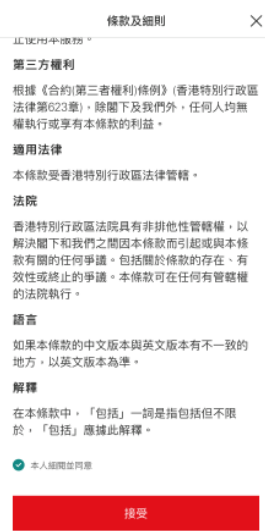 條款及細則
止使用本服務。
第三方權利
根據《合約(第三者權利)條例》(香港特別行政區
法律第623章)，除閣下及我們外，任何人均無
權執行或享有本條款的利益。
適用法律
本條款受香港特別行政區法律管轄。
法院
香港特別行政區法院具有非排他性管轄權，以
解決閣下和我們之間因本條款而引起或與本條
款有關的任何爭議。包括關於條款的存在、有
效性或終止的爭議。本條款可在任何有管轄權
的法院執行。
語言
如果本條款的中文版本與英文版本有不一致的
地方，以英文版本為準。
解釋
在本條款中，「包括」一詞是指包括但不限
於，「包括」應據此解釋。
本人細閱並同意
接受